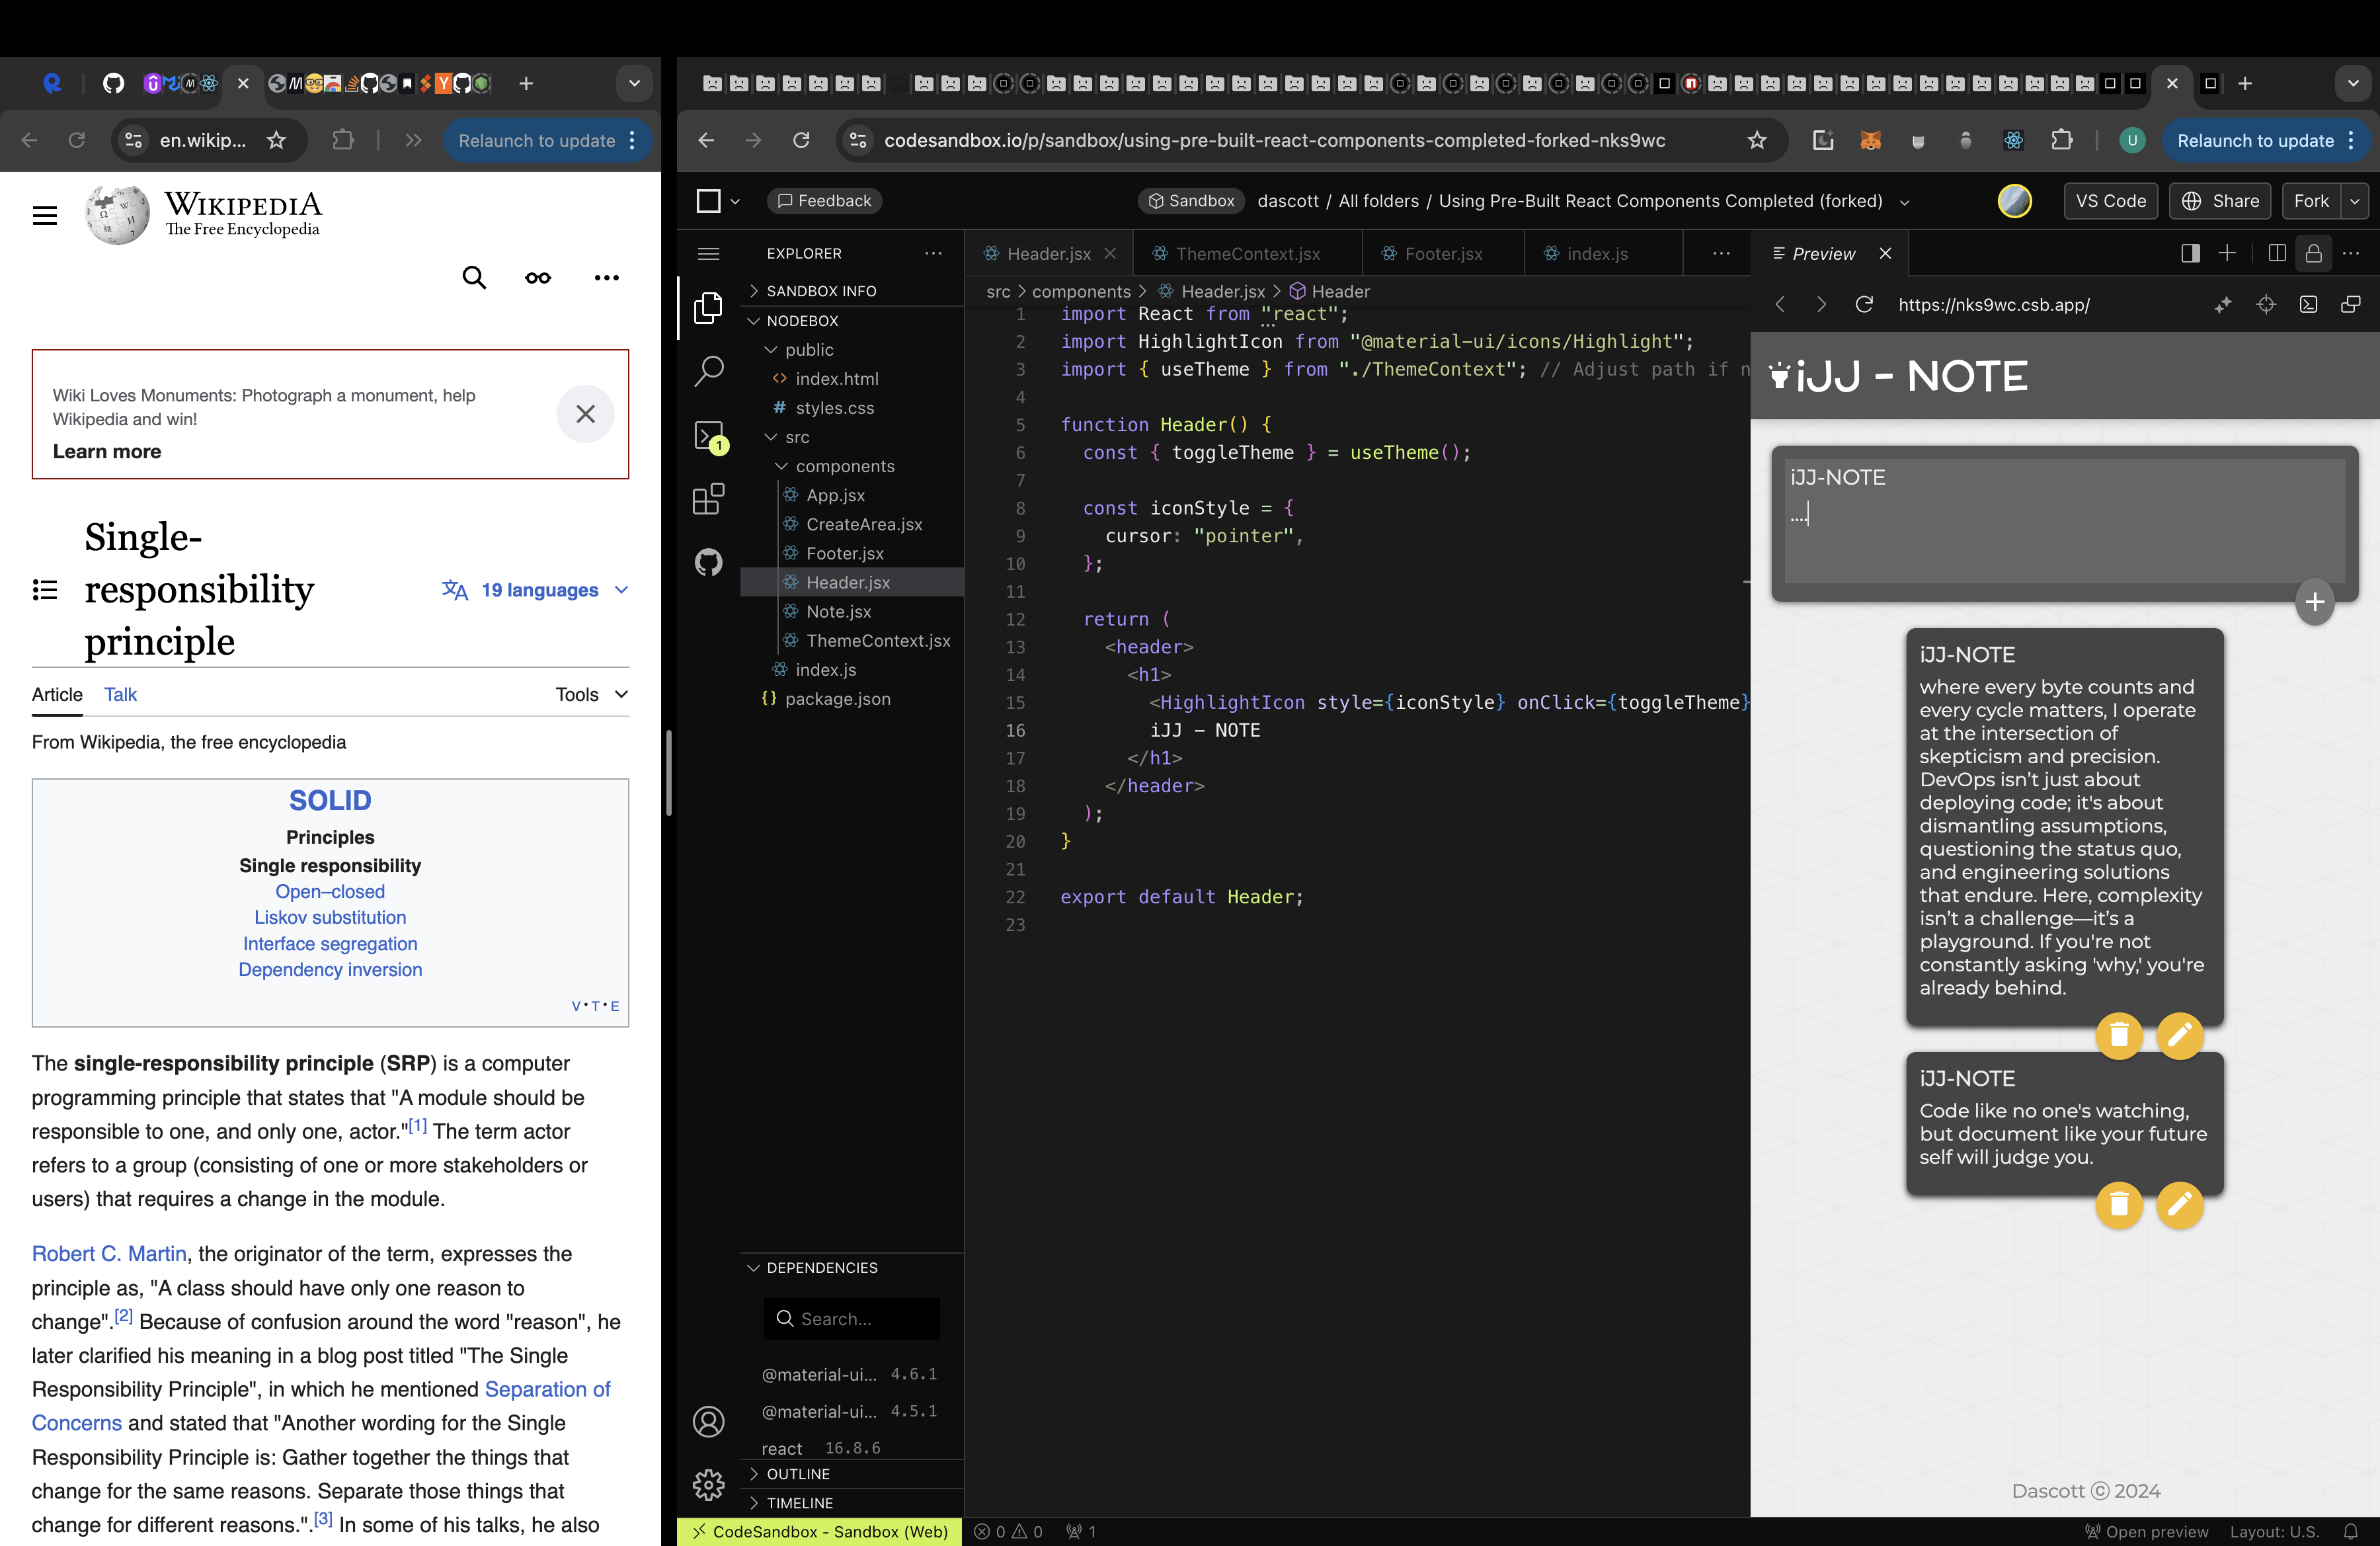 en.wikip...
Relaunch to update
WIKIPEDIA
The Free Encyclopedia
Wiki Loves Monuments: Photograph a monument, help
Wikipedia and win!
Learn more
Single-
responsibility
principle
19 languages
Article Talk
Tools
From Wikipedia, the free encyclopedia
SOLID
Principles
Single responsibility
Open–closed
Liskov substitution
Interface segregation
Dependency inversion
V·T·E
The single-responsibility principle (SRP) is a computer
programming principle that states that "A module should be
responsible to one, and only one, actor."[1] The term actor
refers to a group (consisting of one or more stakeholders or
users) that requires a change in the module.
Robert C. Martin, the originator of the term, expresses the
principle as, "A class should have only one reason to
change".[2] Because of confusion around the word "reason", he
later clarified his meaning in a blog post titled "The Single
Responsibility Principle", in which he mentioned Separation of
Concerns and stated that "Another wording for the Single
Responsibility Principle is: Gather together the things that
change for the same reasons. Separate those things that
change for different reasons.".[3] In some of his talks, he also
codesandbox.io/p/sandbox/using-pre-built-react-components-completed-forked-nks9wc
U
Relaunch to update
Feedback
Sandbox
dascott / All folders / Using Pre-Built React Components Completed (forked)
VS Code
Share
Fork
EXPLORER
SANDBOX INFO
NODEBOX
public
<> index.html
# styles.css
src
components
App.jsx
CreateArea.jsx
Footer.jsx
Header.jsx
Note.jsx
ThemeContext.jsx
index.js
{} package.json
1
DEPENDENCIES
Search...
@material-ui... 4.6.1
@material-ui... 4.5.1
react 16.8.6
OUTLINE
TIMELINE
Header.jsx
ThemeContext.jsx
Footer.jsx
index.js
src > components > Header.jsx > Header
1 import React from "react";
2 import HighlightIcon from "@material-ui/icons/Highlight";
3 import { useTheme } from "./ThemeContext"; // Adjust path if n
4
5 function Header() {
6 const { toggleTheme } = useTheme();
7
8 const iconStyle = {
9 cursor: "pointer",
10 };
11
12 return (
13 <header>
14 <h1>
15 <HighlightIcon style={iconStyle} onClick={toggleTheme}
16 iJJ – NOTE
17 </h1>
18 </header>
19 );
20 }
21
22 export default Header;
23
Preview
https://nks9wc.csb.app/
iJJ - NOTE
iJJ-NOTE
....
+
iJJ-NOTE
where every byte counts and
every cycle matters, I operate
at the intersection of
skepticism and precision.
DevOps isn’t just about
deploying code; it's about
dismantling assumptions,
questioning the status quo,
and engineering solutions
that endure. Here, complexity
isn’t a challenge—it’s a
playground. If you're not
constantly asking 'why,' you're
already behind.
iJJ-NOTE
Code like no one's watching,
but document like your future
self will judge you.
Dascott © 2024
CodeSandbox - Sandbox (Web)
0 0 1
Open preview
Layout: U.S.